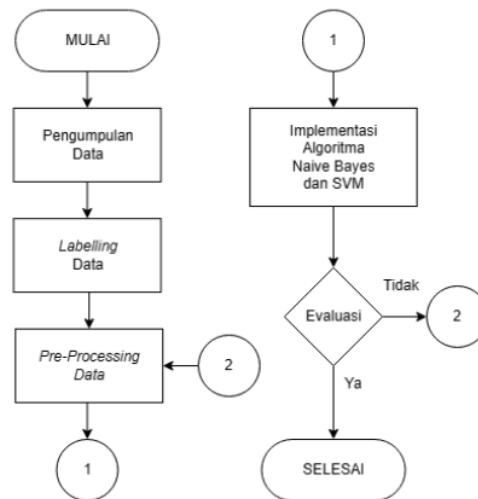 MULAI
Pengumpulan
Data
Labelling
Data
Pre-Processing
Data
2
1
1
Implementasi
Algoritma
Naive Bayes
dan SVM
Evaluasi
Tidak
2
Ya
SELESAI